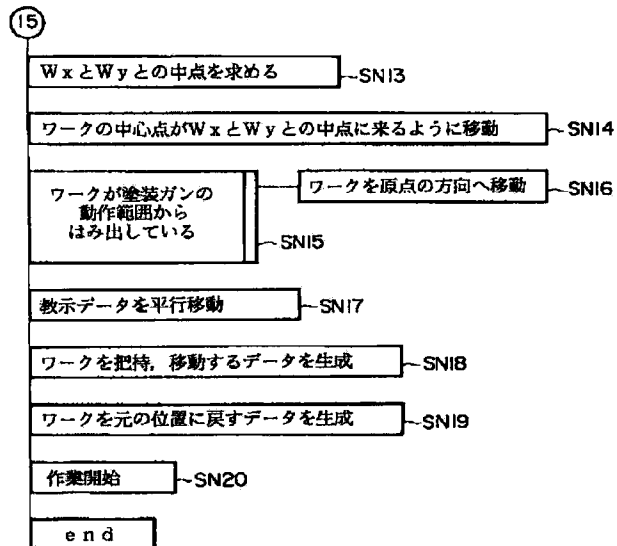 15
WxとWyとの中点を求める
SN13
ワークの中心点がWxとWyとの中点に来るように移動
SN14
ワークが塗装ガンの
動作範囲から
はみ出している
SN15
ワークを原点の方向へ移動
SN16
教示データを平行移動
SN17
ワークを把持,移動するデータを生成
SN18
ワークを元の位置に戻すデータを生成
SN19
作業開始
SN20
end